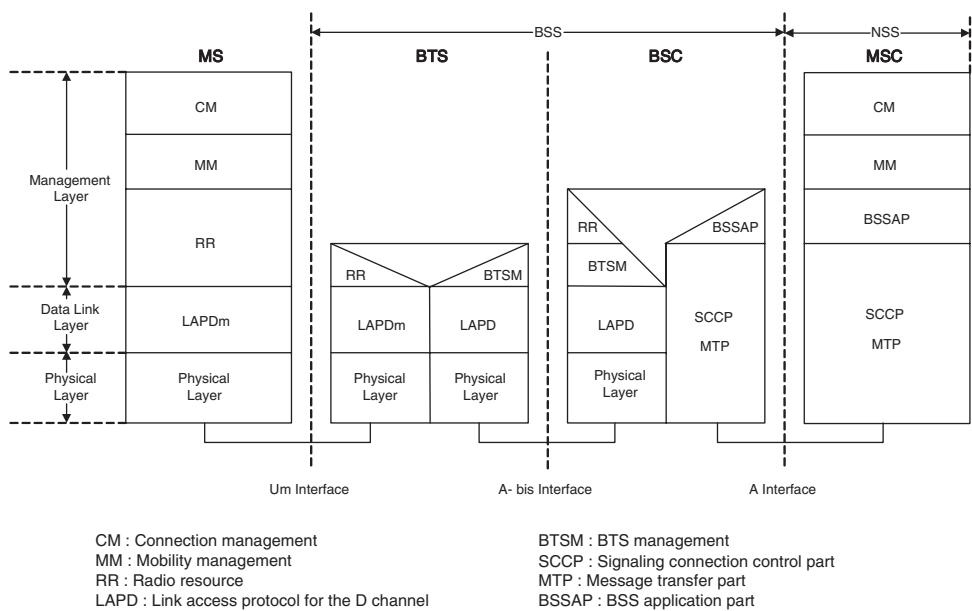 BSS
NSS
MS
BTS
BSC
MSC
CM
CM
MM
MM
Management
Layer
RR
RR
BTSM
RR
BTSM
BSSAP
BSSAP
Data Link
Layer
LAPDm
LAPDm
LAPD
LAPD
SCCP
MTP
SCCP
MTP
Physical
Layer
Physical
Layer
Physical
Layer
Physical
Layer
Physical
Layer
Um Interface
A- bis Interface
A Interface
CM : Connection management
MM : Mobility management
RR : Radio resource
LAPD : Link access protocol for the D channel
BTSM : BTS management
SCCP : Signaling connection control part
MTP : Message transfer part
BSSAP : BSS application part